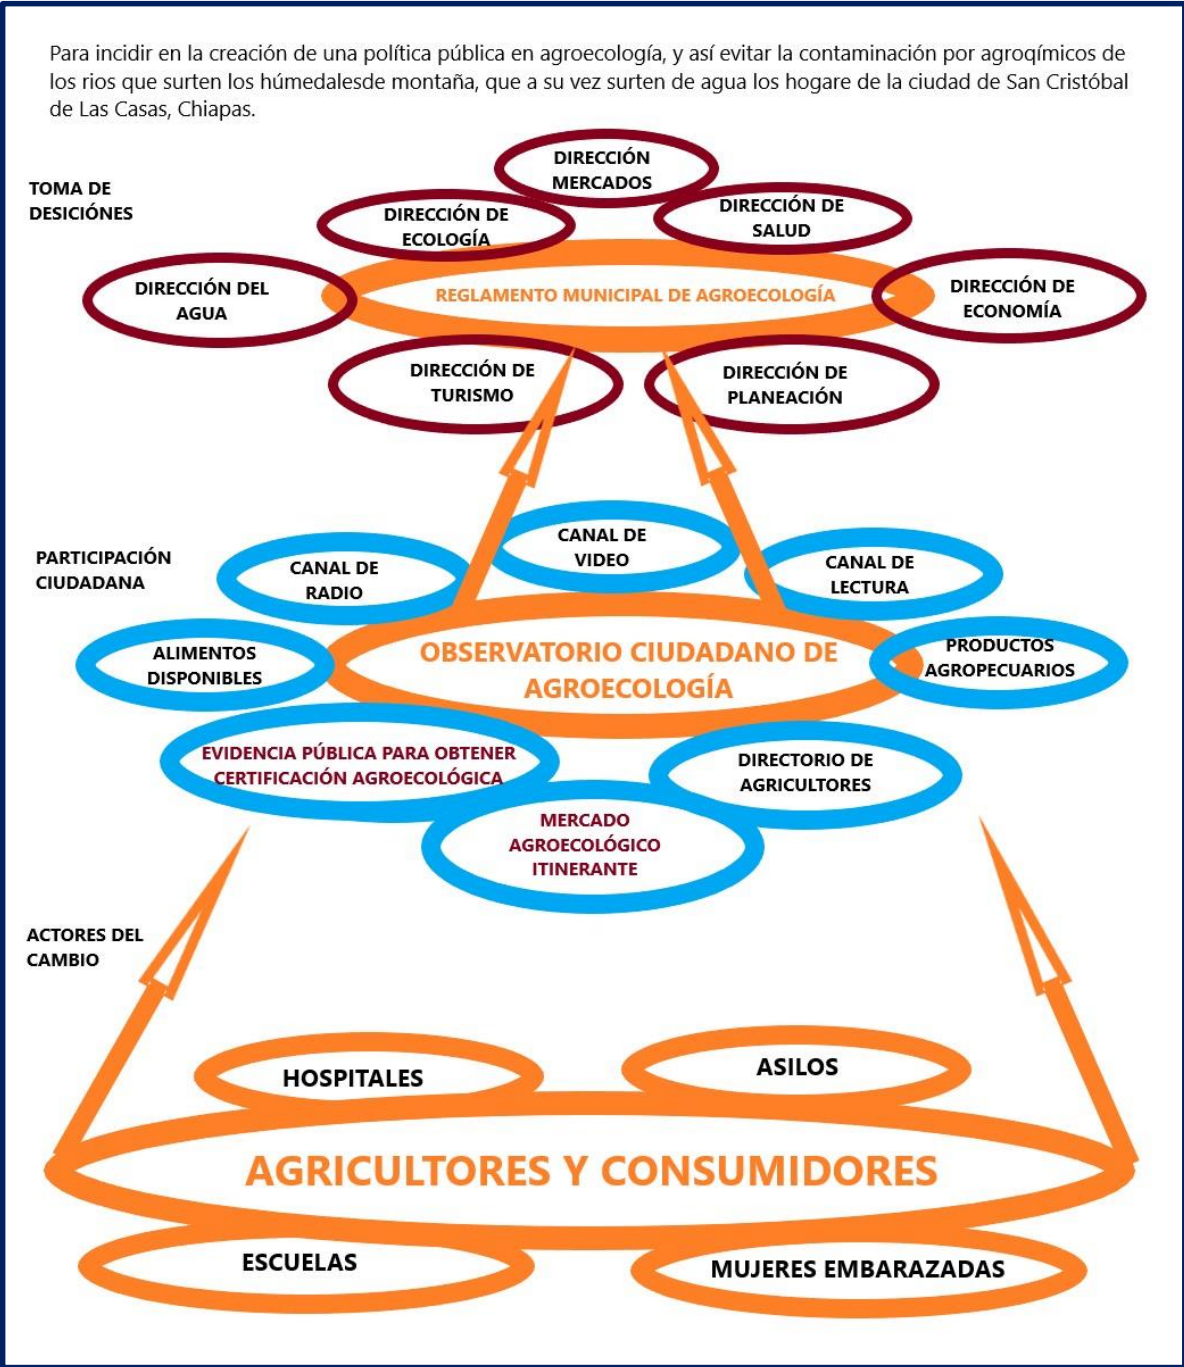 Para incidir en la creación de una política pública en agroecología, y así evitar la contaminación por agroqímicos de
los rios que surten los húmedalesde montaña, que a su vez surten de agua los hogare de la ciudad de San Cristóbal
de Las Casas, Chiapas.
TOMA DE
DESICIÓNES
DIRECCIÓN
MERCADOS
DIRECCIÓN DE
ECOLOGÍA
DIRECCIÓN DE
SALUD
DIRECCIÓN DEL
AGUA
REGLAMENTO MUNICIPAL DE AGROECOLOGÍA
DIRECCIÓN DE
ECONOMÍA
DIRECCIÓN DE
TURISMO
DIRECCIÓN DE
PLANEACIÓN
PARTICIPACIÓN
CIUDADANA
CANAL DE
RADIO
CANAL DE
VIDEO
CANAL DE
LECTURA
ALIMENTOS
DISPONIBLES
OBSERVATORIO CIUDADANO DE
AGROECOLOGÍA
PRODUCTOS
AGROPECUARIOS
EVIDENCIA PÚBLICA PARA OBTENER
CERTIFICACIÓN AGROECOLÓGICA
DIRECTORIO DE
AGRICULTORES
MERCADO
AGROECOLÓGICO
ITINERANTE
ACTORES DEL
CAMBIO
HOSPITALES
ASILOS
AGRICULTORES Y CONSUMIDORES
ESCUELAS
MUJERES EMBARAZADAS